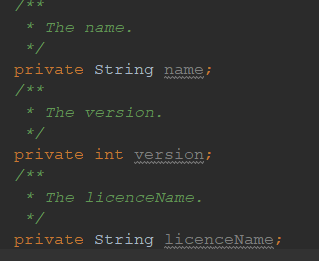 /**
* The name.
*/
private String name;
/**
* The version.
*/
private int version;
/**
* The licenceName.
*/
private String licenceName;